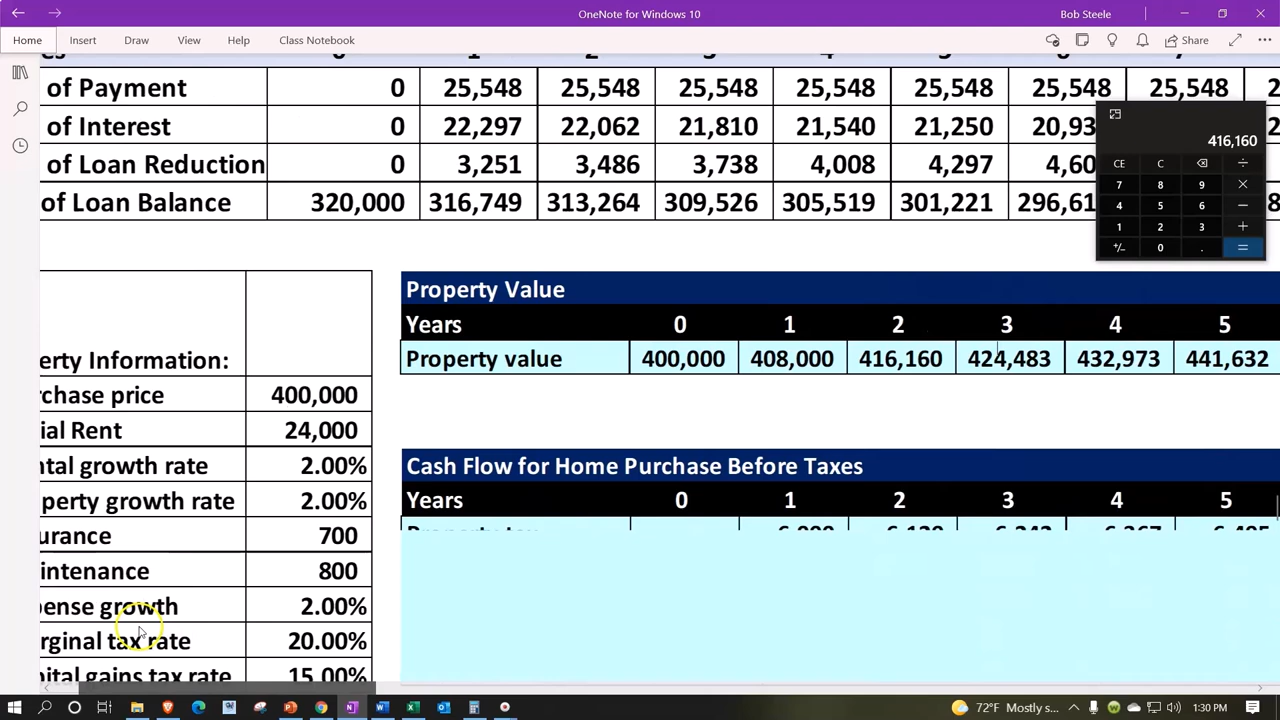 OneNote for Windows 10
Bob Steele
Home Insert Draw View Help Class Notebook
Share
of Payment 0 25,548 25,548 25,548 25,548 25,548 25,548 25,548
of Interest 0 22,297 22,062 21,810 21,540 21,250 20,93
of Loan Reduction 0 3,251 3,486 3,738 4,008 4,297 4,60
of Loan Balance 320,000 316,749 313,264 309,526 305,519 301,221 296,61
416,160
CE C ÷
7 8 9 ×
4 5 6 −
1 2 3 +
+/− 0 . =
Property Value
Years 0 1 2 3 4 5
Property value 400,000 408,000 416,160 424,483 432,973 441,632
erty Information:
rchase price 400,000
ial Rent 24,000
ntal growth rate 2.00%
perty growth rate 2.00%
urance 700
intenance 800
pense growth 2.00%
rginal tax rate 20.00%
pital gains tax rate 15.00%
Cash Flow for Home Purchase Before Taxes
Years 0 1 2 3 4 5
72°F Mostly s...
1:30 PM